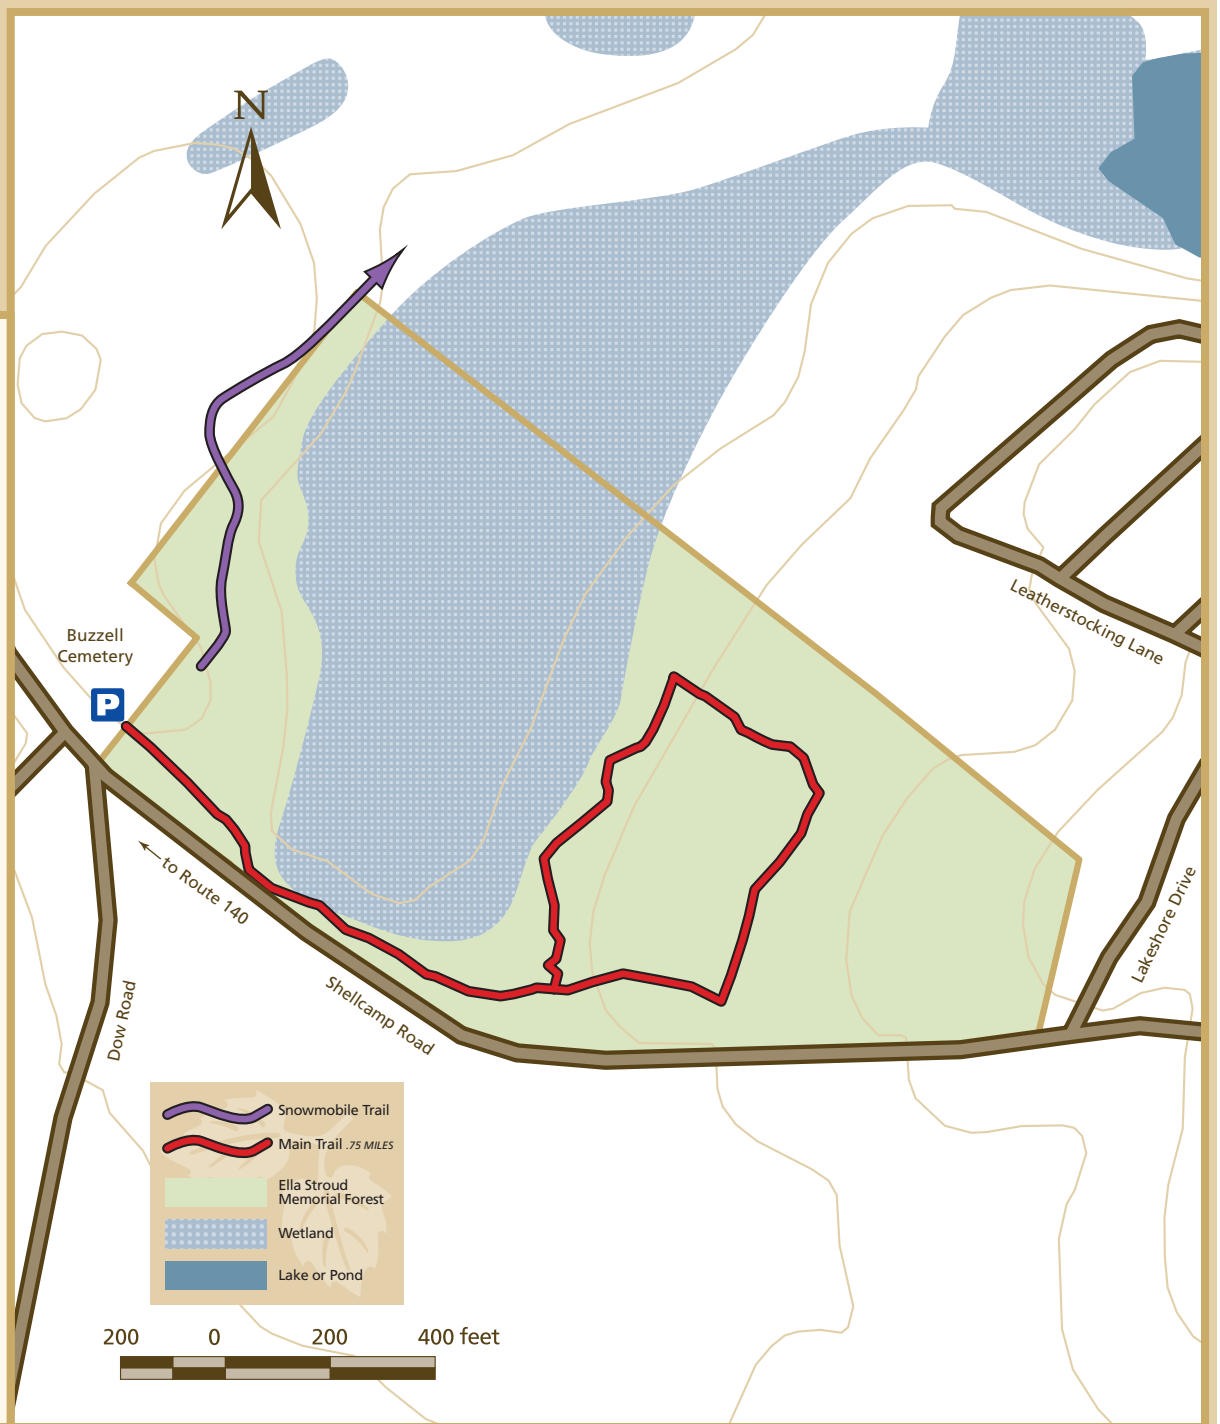 N
Buzzell
Cemetery
P
Leatherstocking Lane
to Route 140
Lakeshore Drive
Shellcamp Road
Dow Road
Snowmobile Trail
Main Trail .75 MILES
Ella Stroud
Memorial Forest
Wetland
Lake or Pond
200 0 200 400 feet